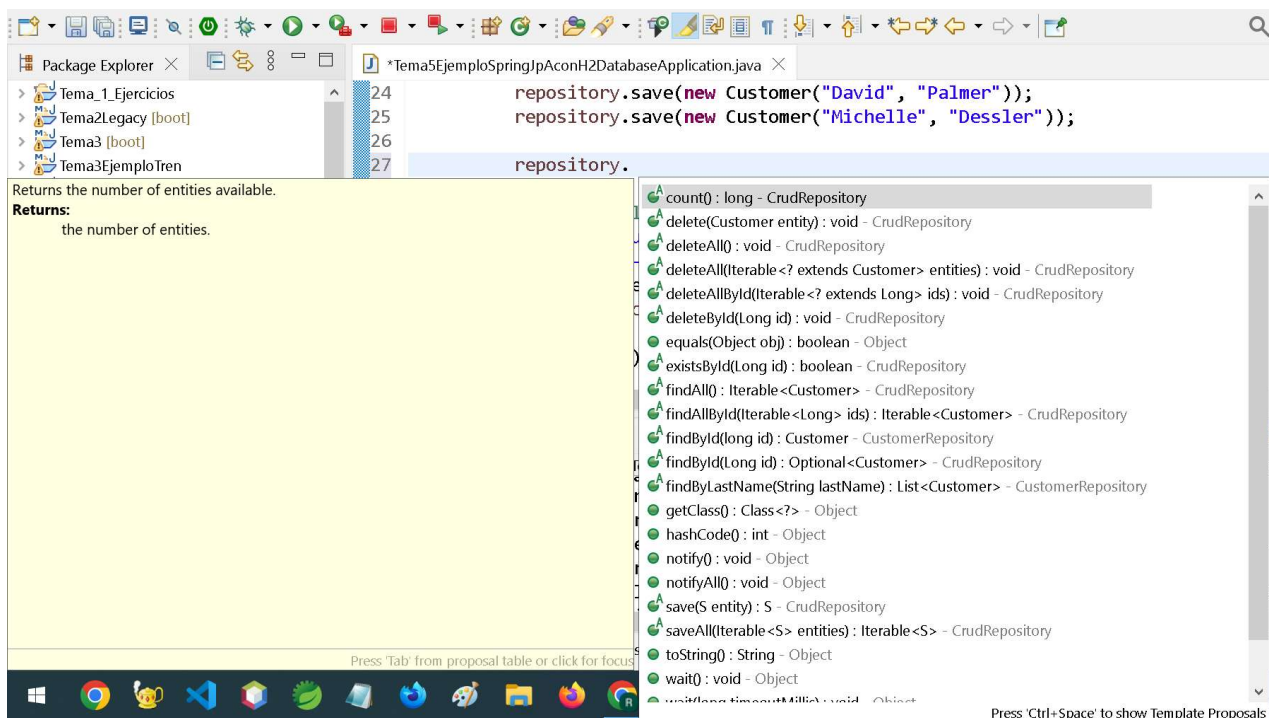 Package Explorer
*Tema5EjemploSpringJpAconH2DatabaseApplication.java
Tema_1_Ejercicios
Tema2Legacy [boot]
Tema3 [boot]
Tema3EjemploTren
24 repository.save(new Customer("David", "Palmer"));
25 repository.save(new Customer("Michelle", "Dessler"));
26
27 repository.
Returns the number of entities available.
Returns:
the number of entities.
Press 'Tab' from proposal table or click for focus
count() : long - CrudRepository
delete(Customer entity) : void - CrudRepository
deleteAll() : void - CrudRepository
deleteAll(Iterable<? extends Customer> entities) : void - CrudRepository
deleteAllById(Iterable<? extends Long> ids) : void - CrudRepository
deleteById(Long id) : void - CrudRepository
equals(Object obj) : boolean - Object
existsById(Long id) : boolean - CrudRepository
findAll() : Iterable<Customer> - CrudRepository
findAllById(Iterable<Long> ids) : Iterable<Customer> - CrudRepository
findById(long id) : Customer - CustomerRepository
findById(Long id) : Optional<Customer> - CrudRepository
findByLastName(String lastName) : List<Customer> - CustomerRepository
getClass() : Class<?> - Object
hashCode() : int - Object
notify() : void - Object
notifyAll() : void - Object
save(S entity) : S - CrudRepository
saveAll(Iterable<S> entities) : Iterable<S> - CrudRepository
toString() : String - Object
wait() : void - Object
wait(long timeoutMillis) : void - Object
Press 'Ctrl+Space' to show Template Proposals